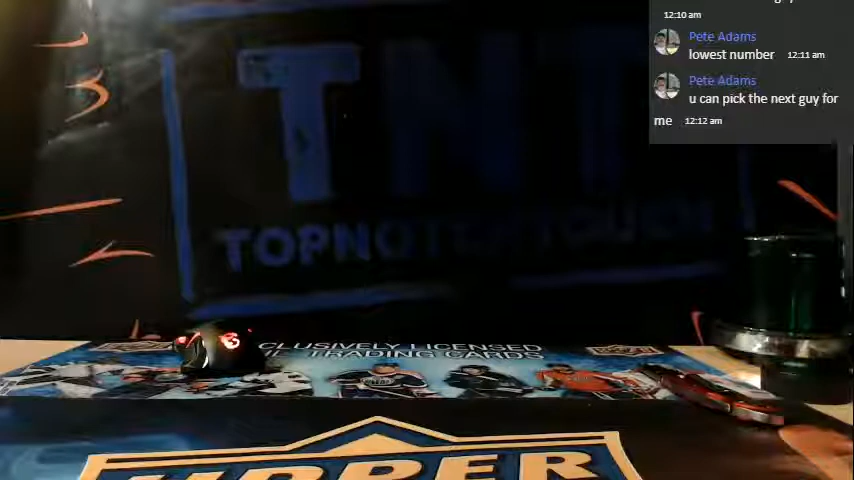 12:10 am
Pete Adams
lowest number 12:11 am
Pete Adams
u can pick the next guy for
me 12:12 am
TNT
TOPNOTCHTOUCH
CLUSIVELY LICENSED
L TRADING CARDS
UPPER